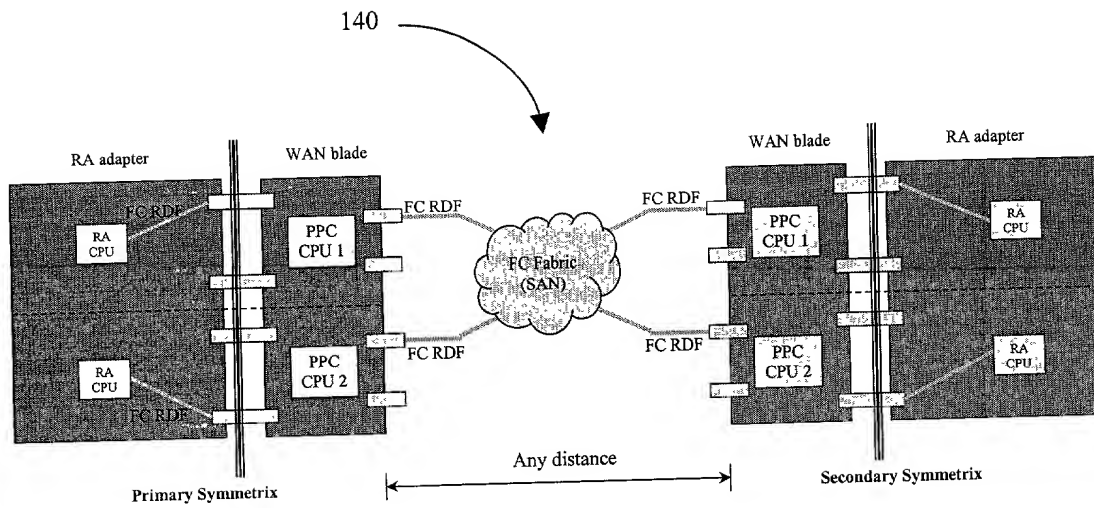 140
RA adapter
WAN blade
WAN blade
RA adapter
FC RDF
RA
CPU
PPC
CPU 1
FC RDF
FC Fabric
(SAN)
FC RDF
PPC
CPU 1
RA
CPU
RA
CPU
FC RDF
PPC
CPU 2
FC RDF
FC RDF
PPC
CPU 2
RA
CPU
Primary Symmetrix
Any distance
Secondary Symmetrix